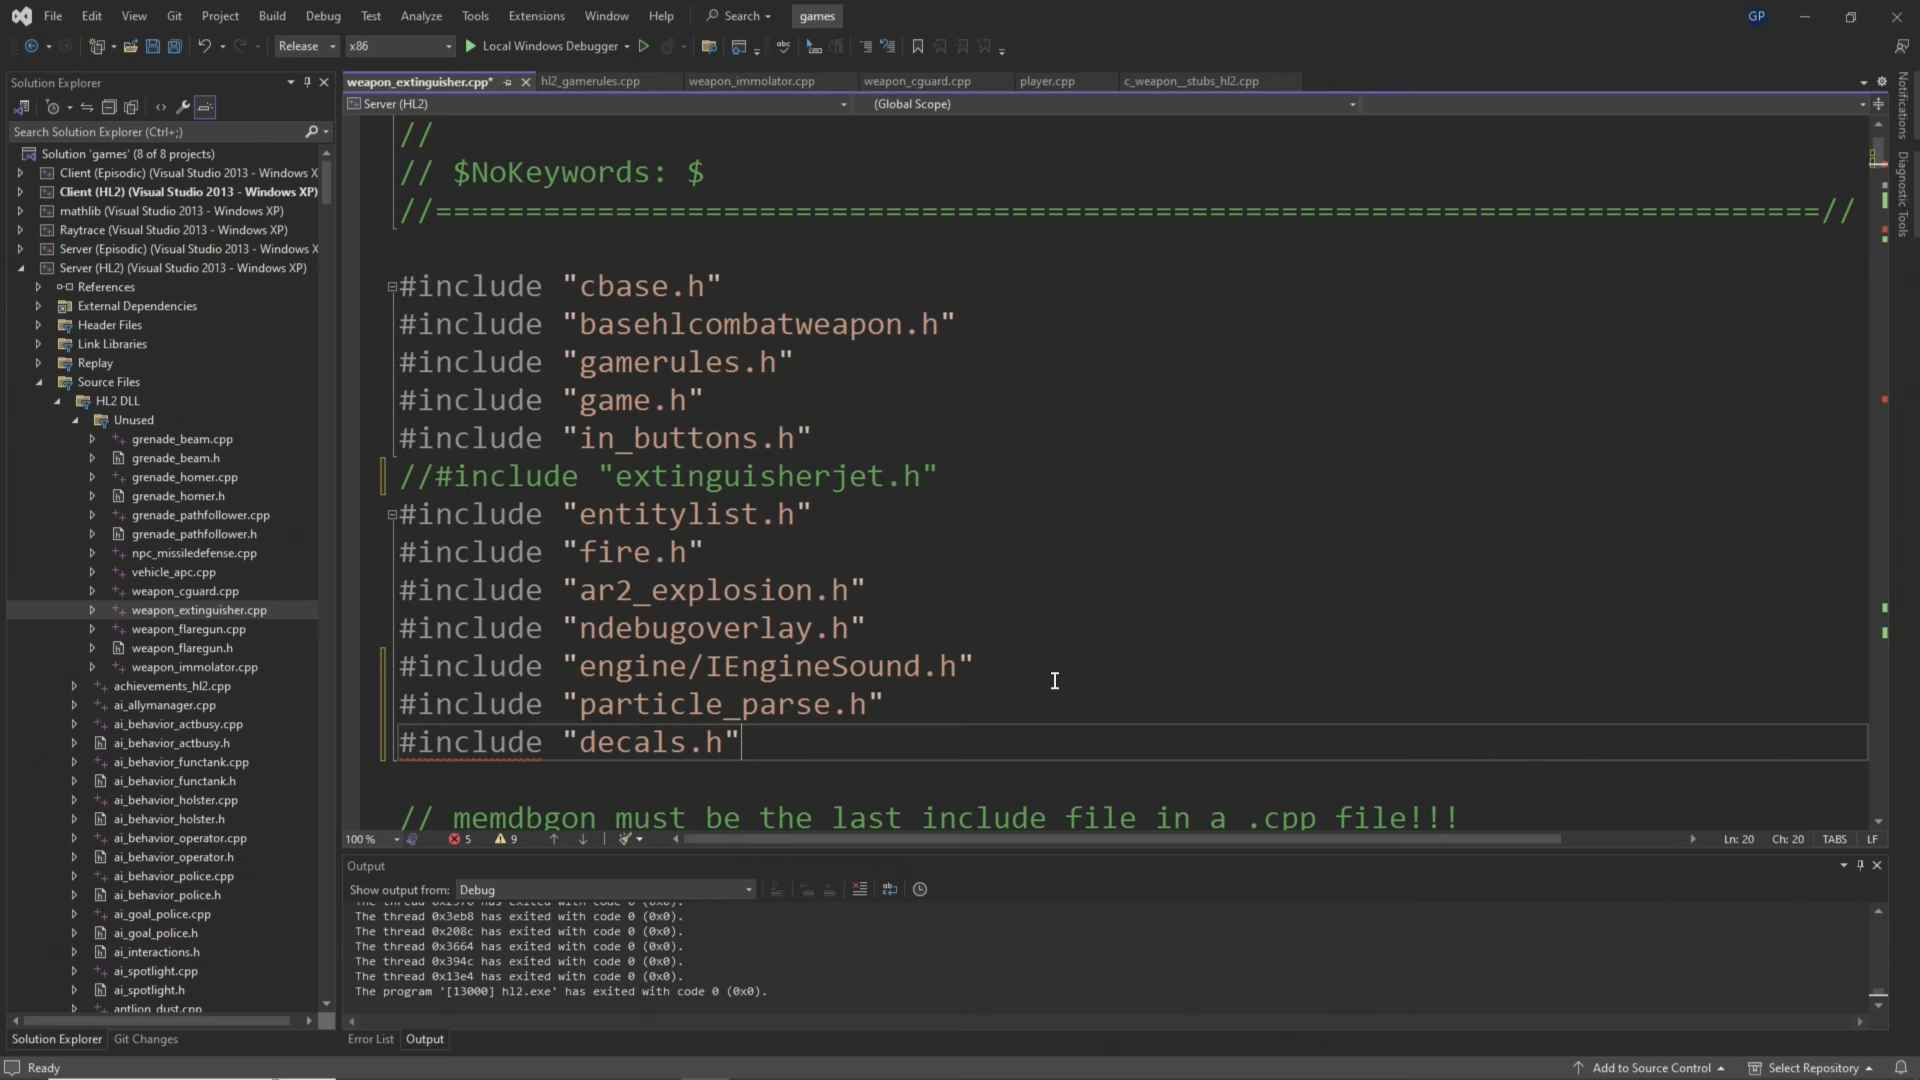 File Edit View Git Project Build Debug Test Analyze Tools Extensions Window Help Search games GP
Release x86 Local Windows Debugger
Solution Explorer
Search Solution Explorer (Ctrl+;)
Solution 'games' (8 of 8 projects)
Client (Episodic) (Visual Studio 2013 - Windows X
Client (HL2) (Visual Studio 2013 - Windows XP)
mathlib (Visual Studio 2013 - Windows XP)
Raytrace (Visual Studio 2013 - Windows XP)
Server (Episodic) (Visual Studio 2013 - Windows X
Server (HL2) (Visual Studio 2013 - Windows XP)
References
External Dependencies
Header Files
Link Libraries
Replay
Source Files
HL2 DLL
Unused
grenade_beam.cpp
grenade_beam.h
grenade_homer.cpp
grenade_homer.h
grenade_pathfollower.cpp
grenade_pathfollower.h
npc_missiledefense.cpp
vehicle_apc.cpp
weapon_cguard.cpp
weapon_extinguisher.cpp
weapon_flaregun.cpp
weapon_flaregun.h
weapon_immolator.cpp
achievements_hl2.cpp
ai_allymanager.cpp
ai_behavior_actbusy.cpp
ai_behavior_actbusy.h
ai_behavior_functank.cpp
ai_behavior_functank.h
ai_behavior_holster.cpp
ai_behavior_holster.h
ai_behavior_operator.cpp
ai_behavior_operator.h
ai_behavior_police.cpp
ai_behavior_police.h
ai_goal_police.cpp
ai_goal_police.h
ai_interactions.h
ai_spotlight.cpp
ai_spotlight.h
antlion_dust.cpp
Solution Explorer Git Changes
weapon_extinguisher.cpp* hl2_gamerules.cpp weapon_immolator.cpp weapon_cguard.cpp player.cpp c_weapon__stubs_hl2.cpp
Server (HL2) (Global Scope)
//
// $NoKeywords: $
//=============================================================================//
#include "cbase.h"
#include "basehlcombatweapon.h"
#include "gamerules.h"
#include "game.h"
#include "in_buttons.h"
//#include "extinguisherjet.h"
#include "entitylist.h"
#include "fire.h"
#include "ar2_explosion.h"
#include "ndebugoverlay.h"
#include "engine/IEngineSound.h"
#include "particle_parse.h"
#include "decals.h"
// memdbgon must be the last include file in a .cpp file!!!
100 % 5 9 Ln: 20 Ch: 20 TABS LF
Output
Show output from: Debug
The thread 0x3eb8 has exited with code 0 (0x0).
The thread 0x208c has exited with code 0 (0x0).
The thread 0x3664 has exited with code 0 (0x0).
The thread 0x394c has exited with code 0 (0x0).
The thread 0x13e4 has exited with code 0 (0x0).
The program '[13000] hl2.exe' has exited with code 0 (0x0).
Error List Output
Notifications
Diagnostic Tools
Ready Add to Source Control Select Repository